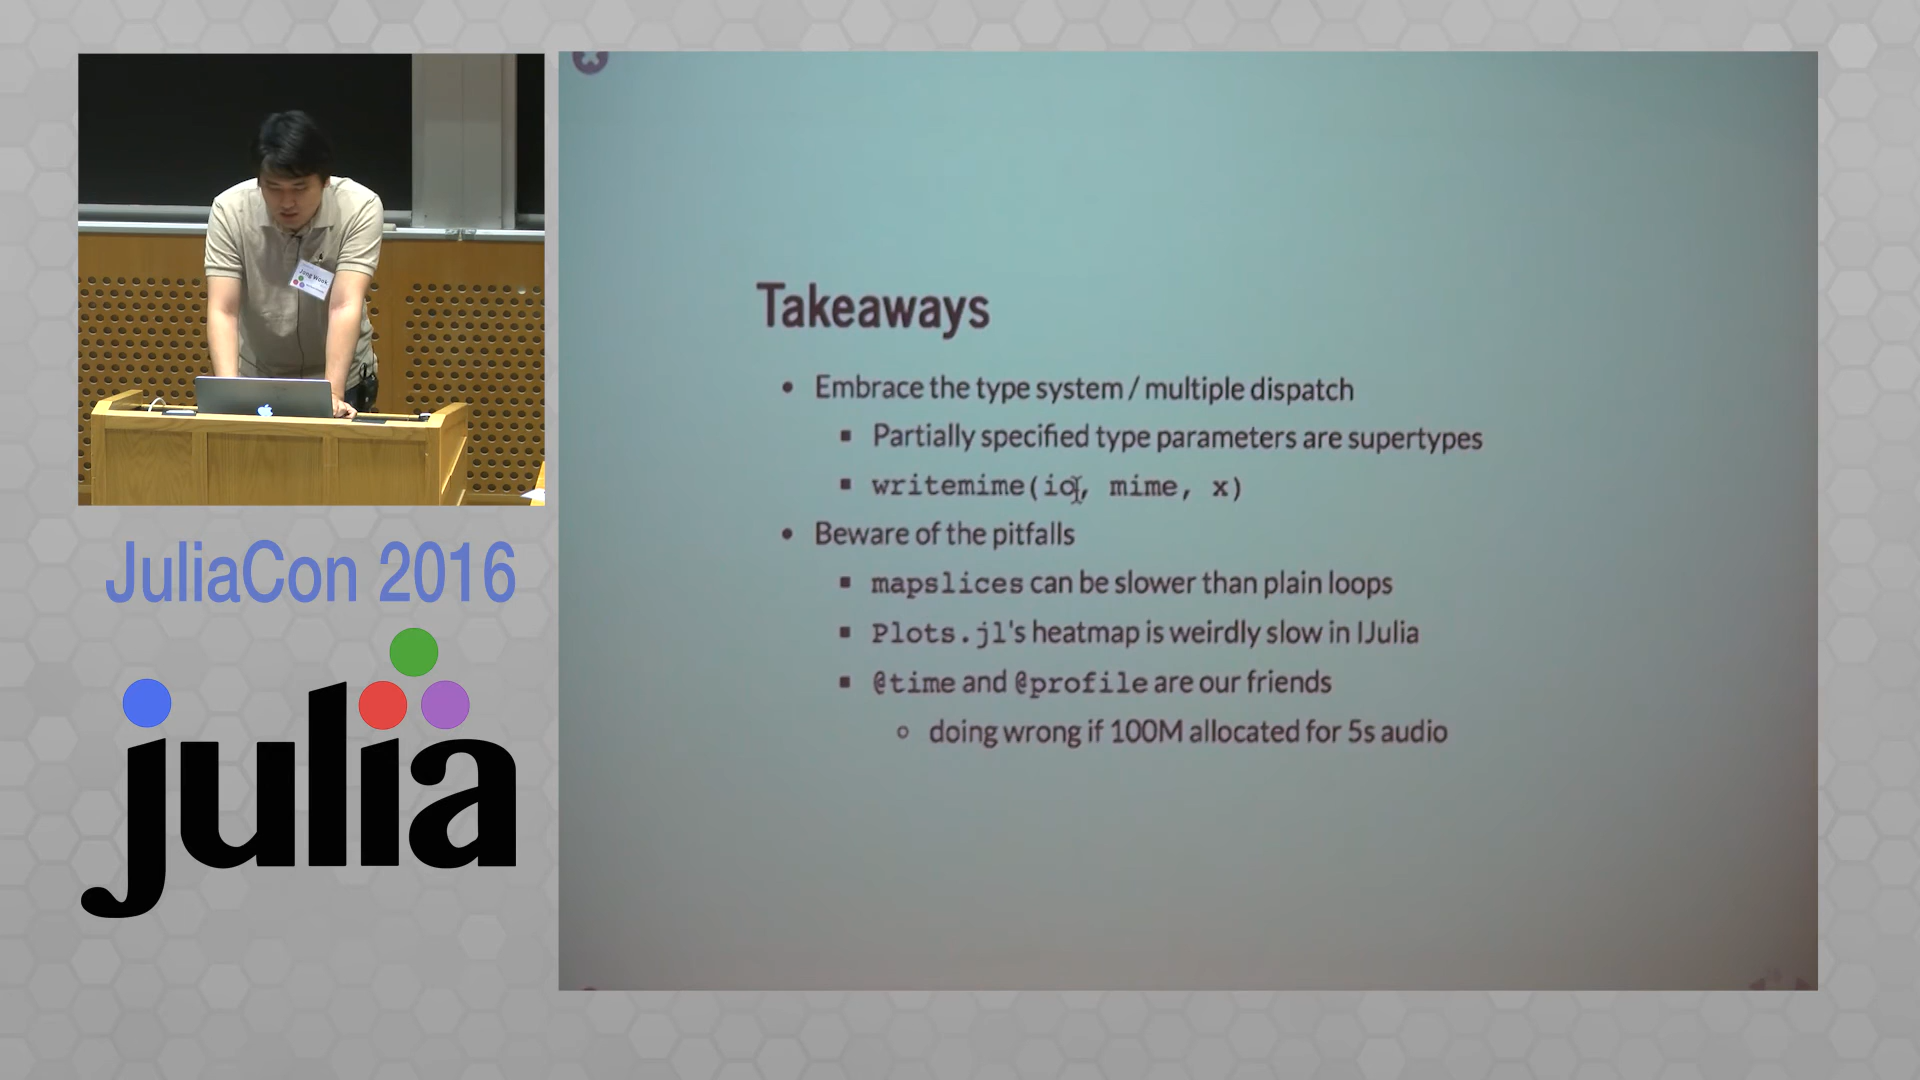 Jong Wook
JuliaCon 2016
julia
Takeaways
• Embrace the type system / multiple dispatch
▪ Partially specified type parameters are supertypes
▪ writemime(io, mime, x)
• Beware of the pitfalls
▪ mapslices can be slower than plain loops
▪ Plots.jl's heatmap is weirdly slow in IJulia
▪ @time and @profile are our friends
○ doing wrong if 100M allocated for 5s audio